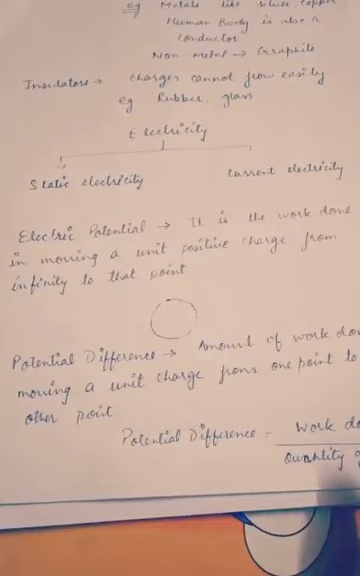 eg Metals like silver copper
Human Body is also a
conductor
Non-Metal → Graphite
Insulators → charges cannot flow easily
eg Rubber, glass
Electricity
Static electricity
Current electricity
Electric Potential → It is the work done
in moving a unit positive charge from
infinity to that point
Potential Difference → Amount of work don
moving a unit charge from one point to
other point.
Potential Difference = Work do
Quantity o